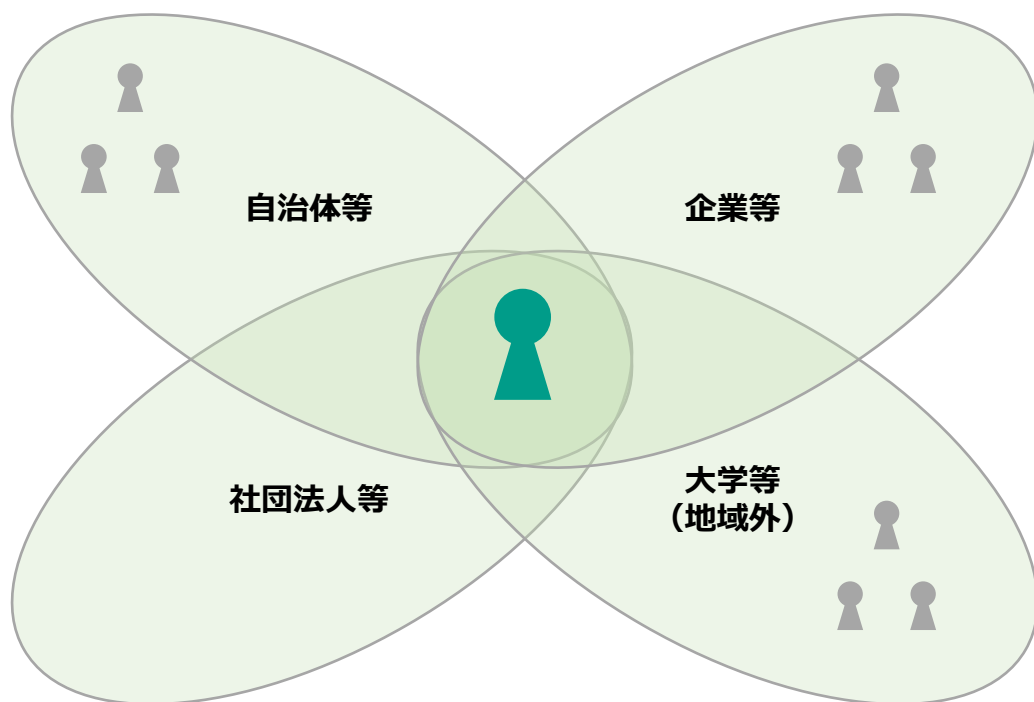 自治体等
企業等
社団法人等
大学等
（地域外）